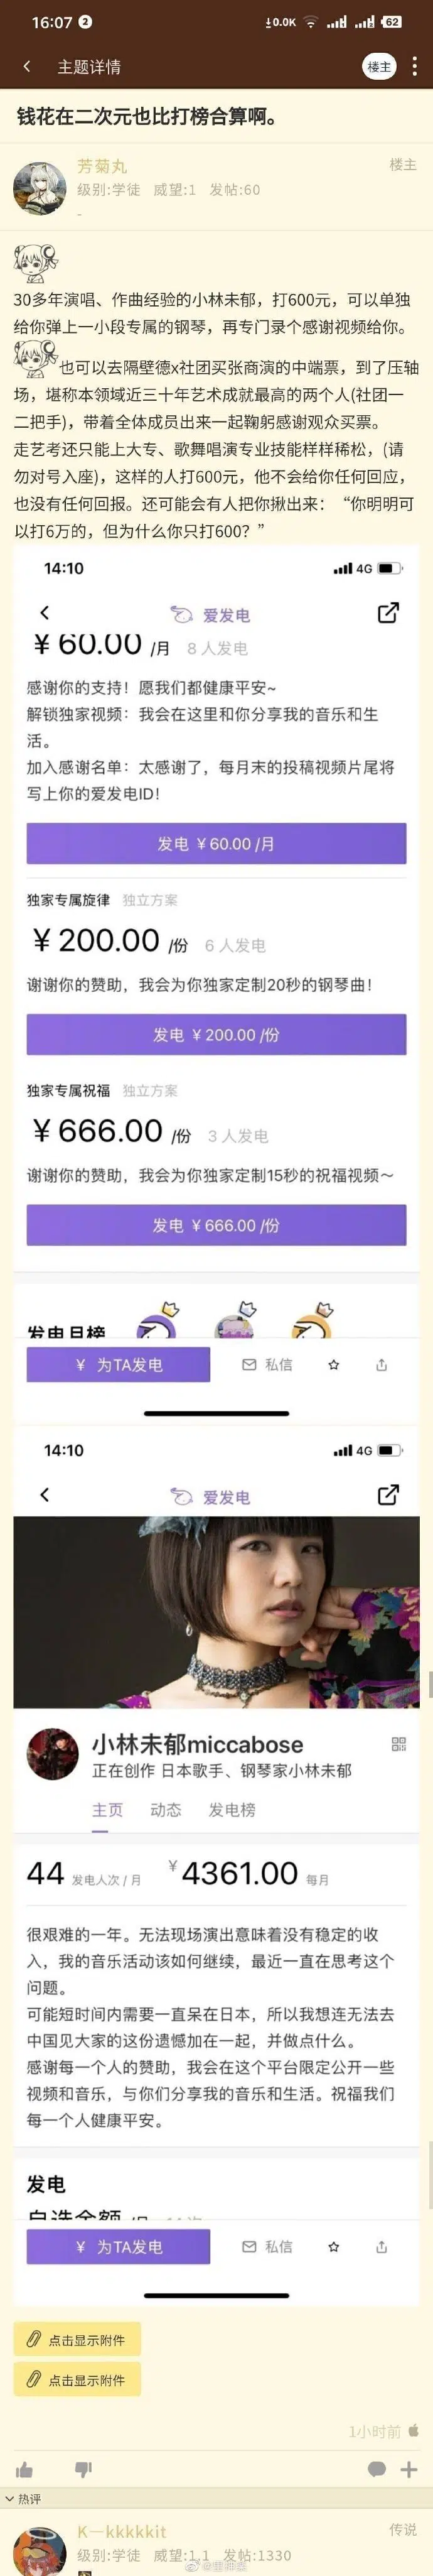 16:07 2
0.0K 62
主题详情
楼主
钱花在二次元也比打榜合算啊。
芳菊丸
楼主
级别:学徒 威望:1 发帖:60
-
30多年演唱、作曲经验的小林未郁，打600元，可以单独
给你弹上一小段专属的钢琴，再专门录个感谢视频给你。
也可以去隔壁德x社团买张商演的中端票，到了压轴
场，堪称本领域近三十年艺术成就最高的两个人(社团一
二把手)，带着全体成员出来一起鞠躬感谢观众买票。
走艺考还只能上大专、歌舞唱演专业技能样样稀松，(请
勿对号入座)，这样的人打600元，他不会给你任何回应，
也没有任何回报。还可能会有人把你揪出来：“你明明可
以打6万的，但为什么你只打600？”
14:10
4G
爱发电
¥ 60.00 /月 8 人发电
感谢你的支持！愿我们都健康平安~
解锁独家视频：我会在这里和你分享我的音乐和生
活。
加入感谢名单：太感谢了，每月末的投稿视频片尾将
写上你的爱发电ID！
发电 ¥ 60.00 /月
独家专属旋律 独立方案
¥ 200.00 /份 6 人发电
谢谢你的赞助，我会为你独家定制20秒的钢琴曲！
发电 ¥ 200.00 /份
独家专属祝福 独立方案
¥ 666.00 /份 3 人发电
谢谢你的赞助，我会为你独家定制15秒的祝福视频～
发电 ¥ 666.00 /份
发电月榜
¥ 为TA发电
私信
14:10
4G
爱发电
小林未郁miccabose
正在创作 日本歌手、钢琴家小林未郁
主页 动态 发电榜
44 发电人次 / 月 ¥4361.00 每月
很艰难的一年。无法现场演出意味着没有稳定的收
入，我的音乐活动该如何继续，最近一直在思考这个
问题。
可能短时间内需要一直呆在日本，所以我想连无法去
中国见大家的这份遗憾加在一起，并做点什么。
感谢每一个人的赞助，我会在这个平台限定公开一些
视频和音乐，与你们分享我的音乐和生活。祝福我们
每一个人健康平安。
发电
自选金额 /月
¥ 为TA发电
私信
点击显示附件
点击显示附件
1小时前
热评
K一kkkkkit
传说
级别:学徒 威望:1.1 发帖:1330